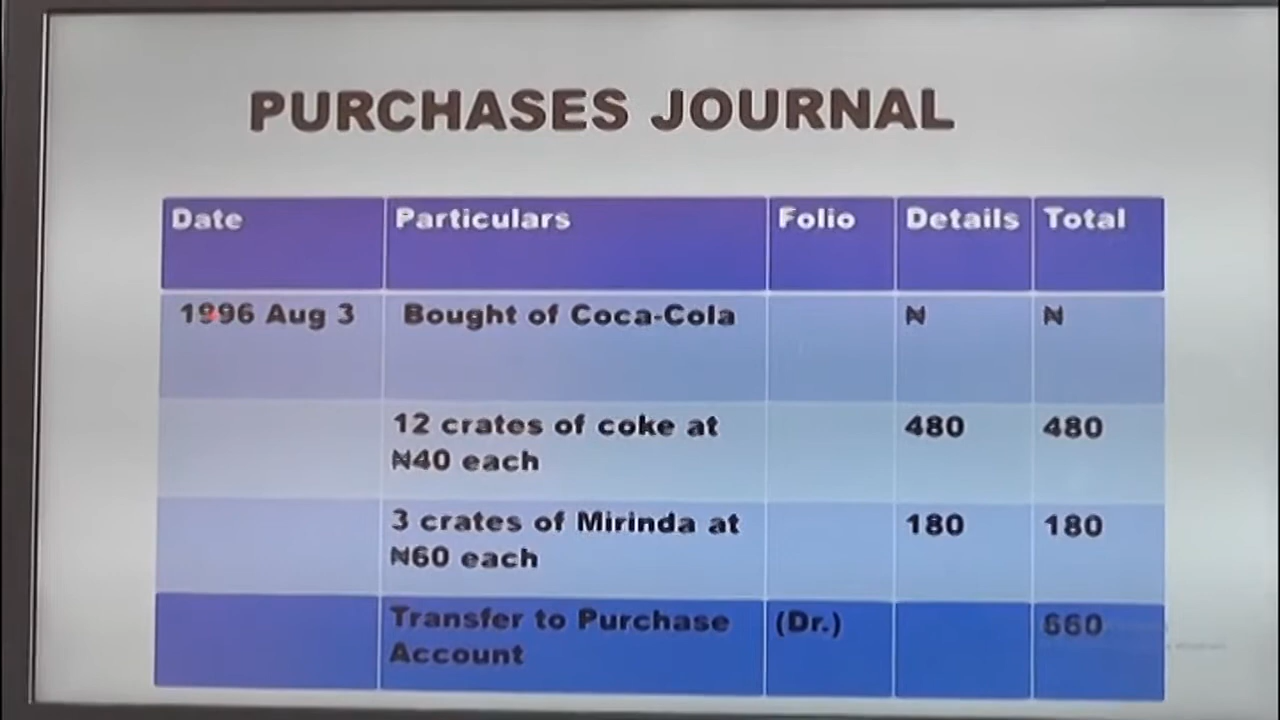 PURCHASES JOURNAL
Date Particulars Folio Details Total
1996 Aug 3 Bought of Coca-Cola ₦ ₦
12 crates of coke at 480 480
₦40 each
3 crates of Mirinda at 180 180
₦60 each
Transfer to Purchase (Dr.) 660
Account